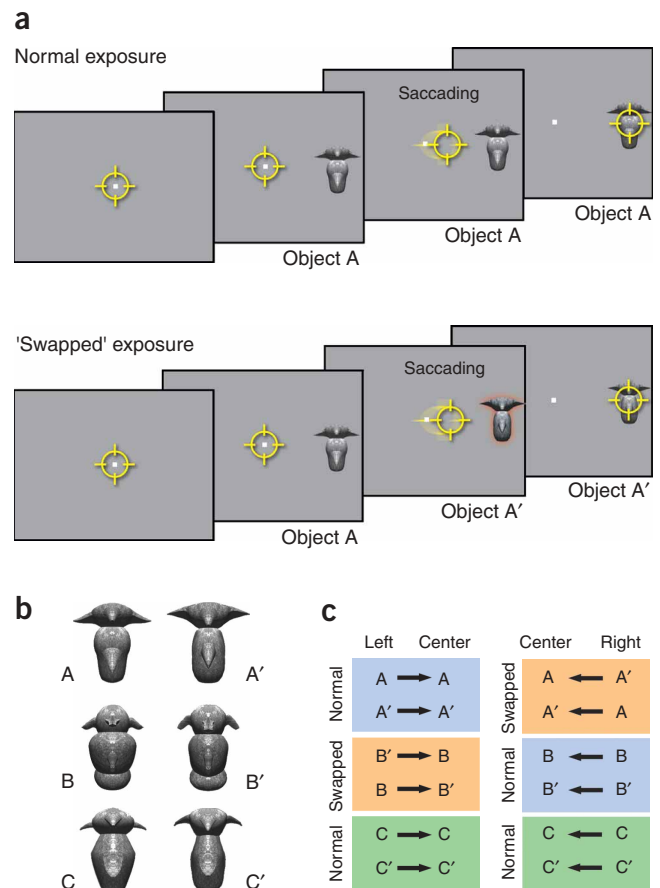 a
Normal exposure
Saccading
Object A
Object A
Object A
'Swapped' exposure
Saccading
Object A
Object A′
Object A′
b
A A′
B B′
C C′
c
Left Center
Normal
A A
A′ A′
Swapped
B′ B
B B′
Normal
C C
C′ C′
Center Right
Swapped
A A′
A′ A
Normal
B B
B′ B′
Normal
C C
C′ C′